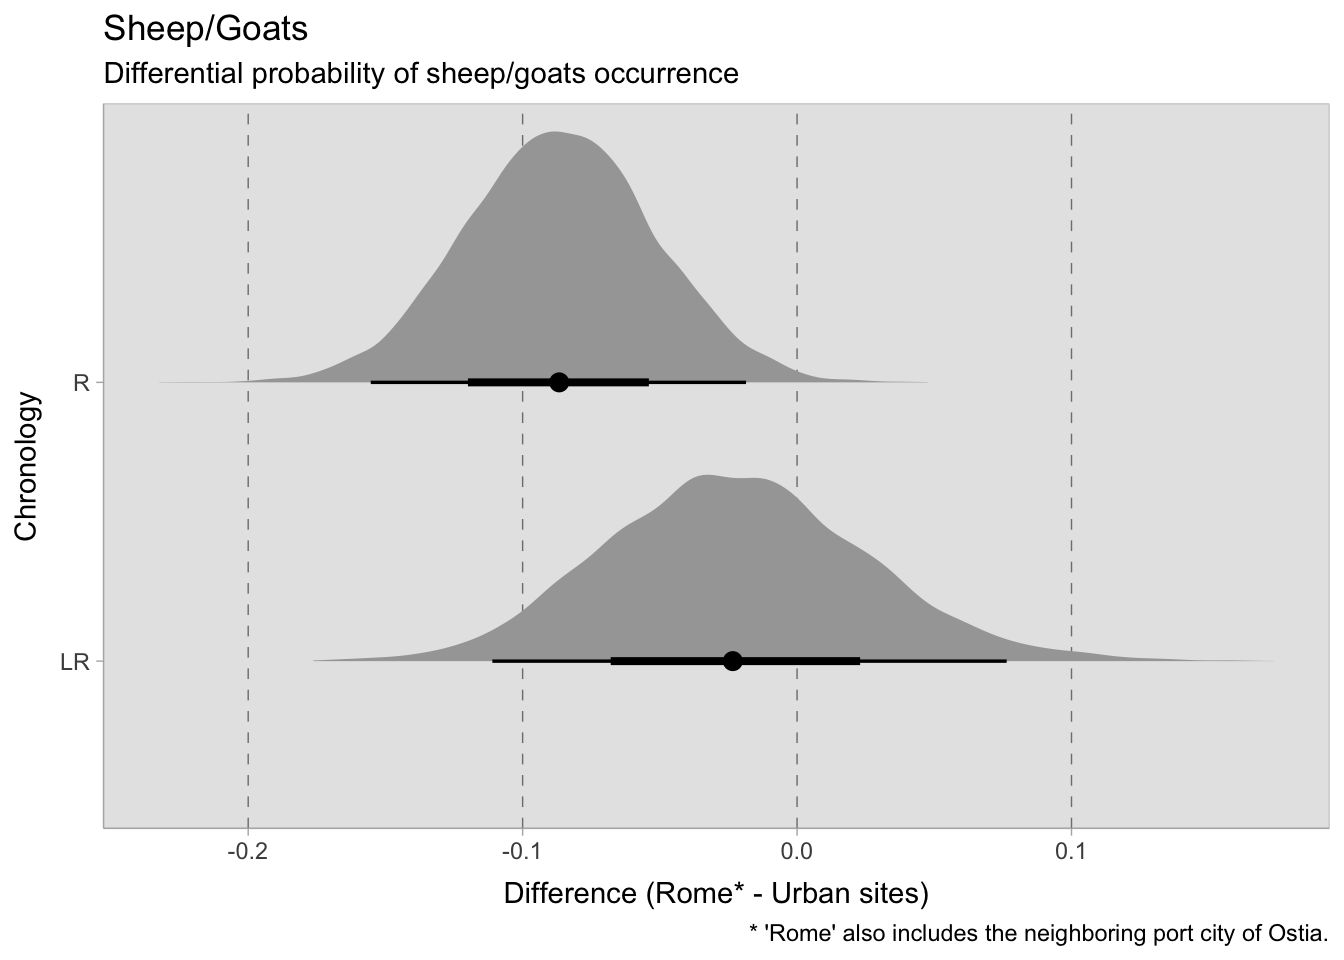 Sheep/Goats
Differential probability of sheep/goats occurrence
Chronology
R
LR
-0.2
-0.1
0.0
0.1
Difference (Rome* - Urban sites)
* 'Rome' also includes the neighboring port city of Ostia.